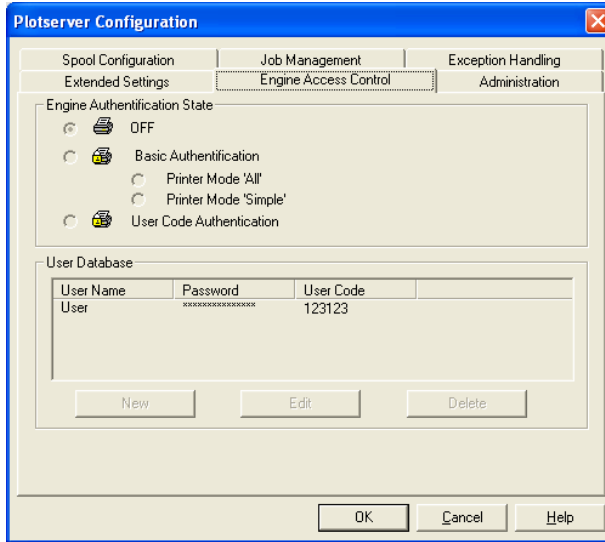 Plotserver Configuration
Spool Configuration Job Management Exception Handling
Extended Settings Engine Access Control Administration
Engine Authentification State
OFF
Basic Authentification
Printer Mode 'All'
Printer Mode 'Simple'
User Code Authentication
User Database
User Name Password User Code
User *************** 123123
New Edit Delete
OK Cancel Help